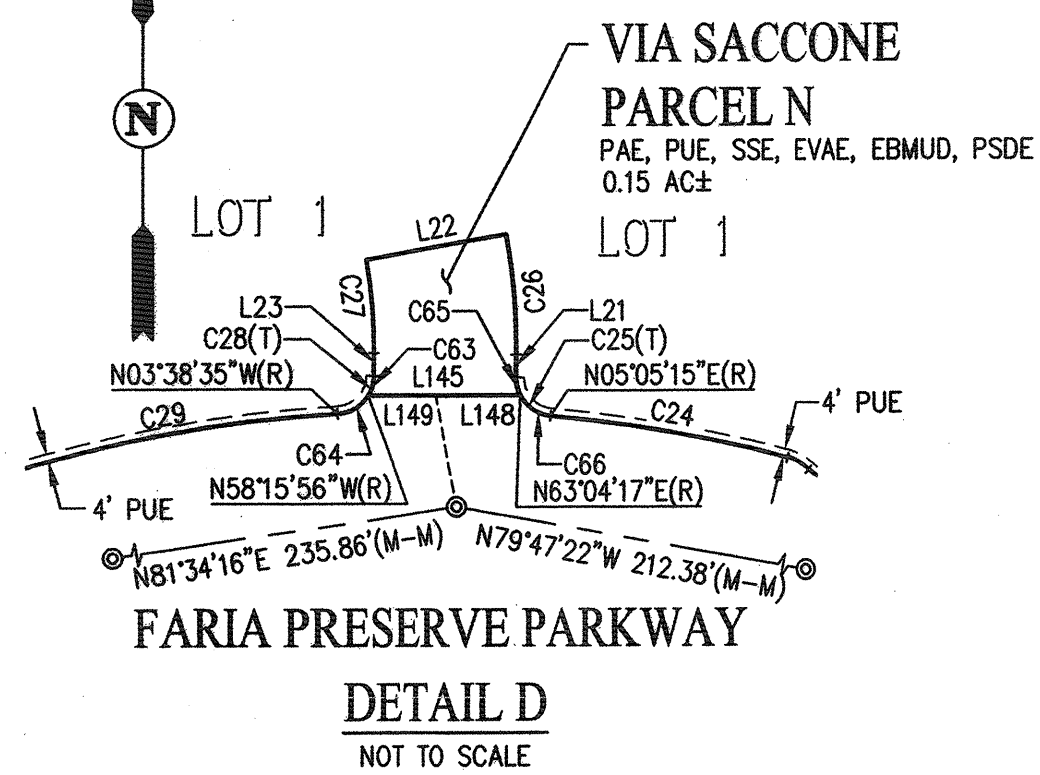 VIA SACCONE
PARCEL N
PAE, PUE, SSE, EVAE, EBMUD, PSDE
0.15 AC±
N
LOT 1
LOT 1
L22
C27
C26
L23
C65
L21
C28(T)
C63
C25(T)
N03°38'35"W(R)
L145
N05°05'15"E(R)
C29
L149
L148
C24
4' PUE
C64
C66
N58°15'56"W(R)
N63°04'17"E(R)
4' PUE
N81°34'16"E 235.86'(M-M)
N79°47'22"W 212.38'(M-M)
FARIA PRESERVE PARKWAY
DETAIL D
NOT TO SCALE